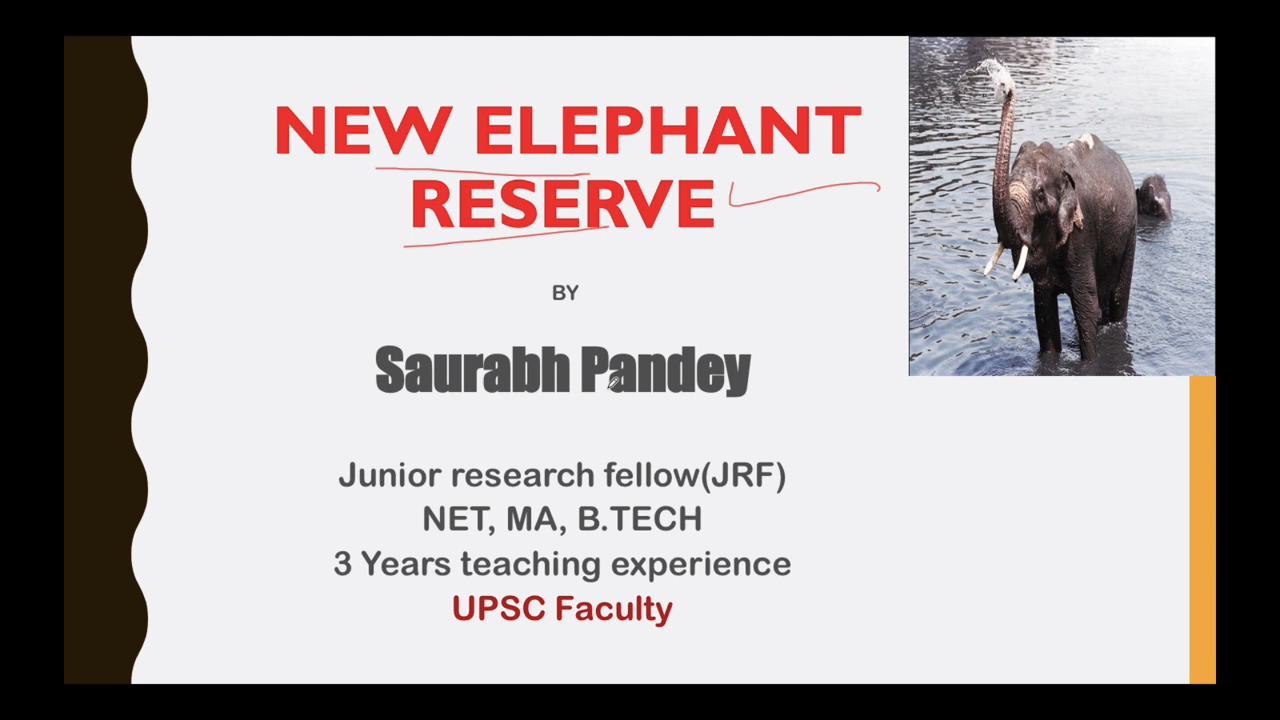 NEW ELEPHANT
RESERVE
BY
Saurabh Pandey
Junior research fellow(JRF)
NET, MA, B.TECH
3 Years teaching experience
UPSC Faculty